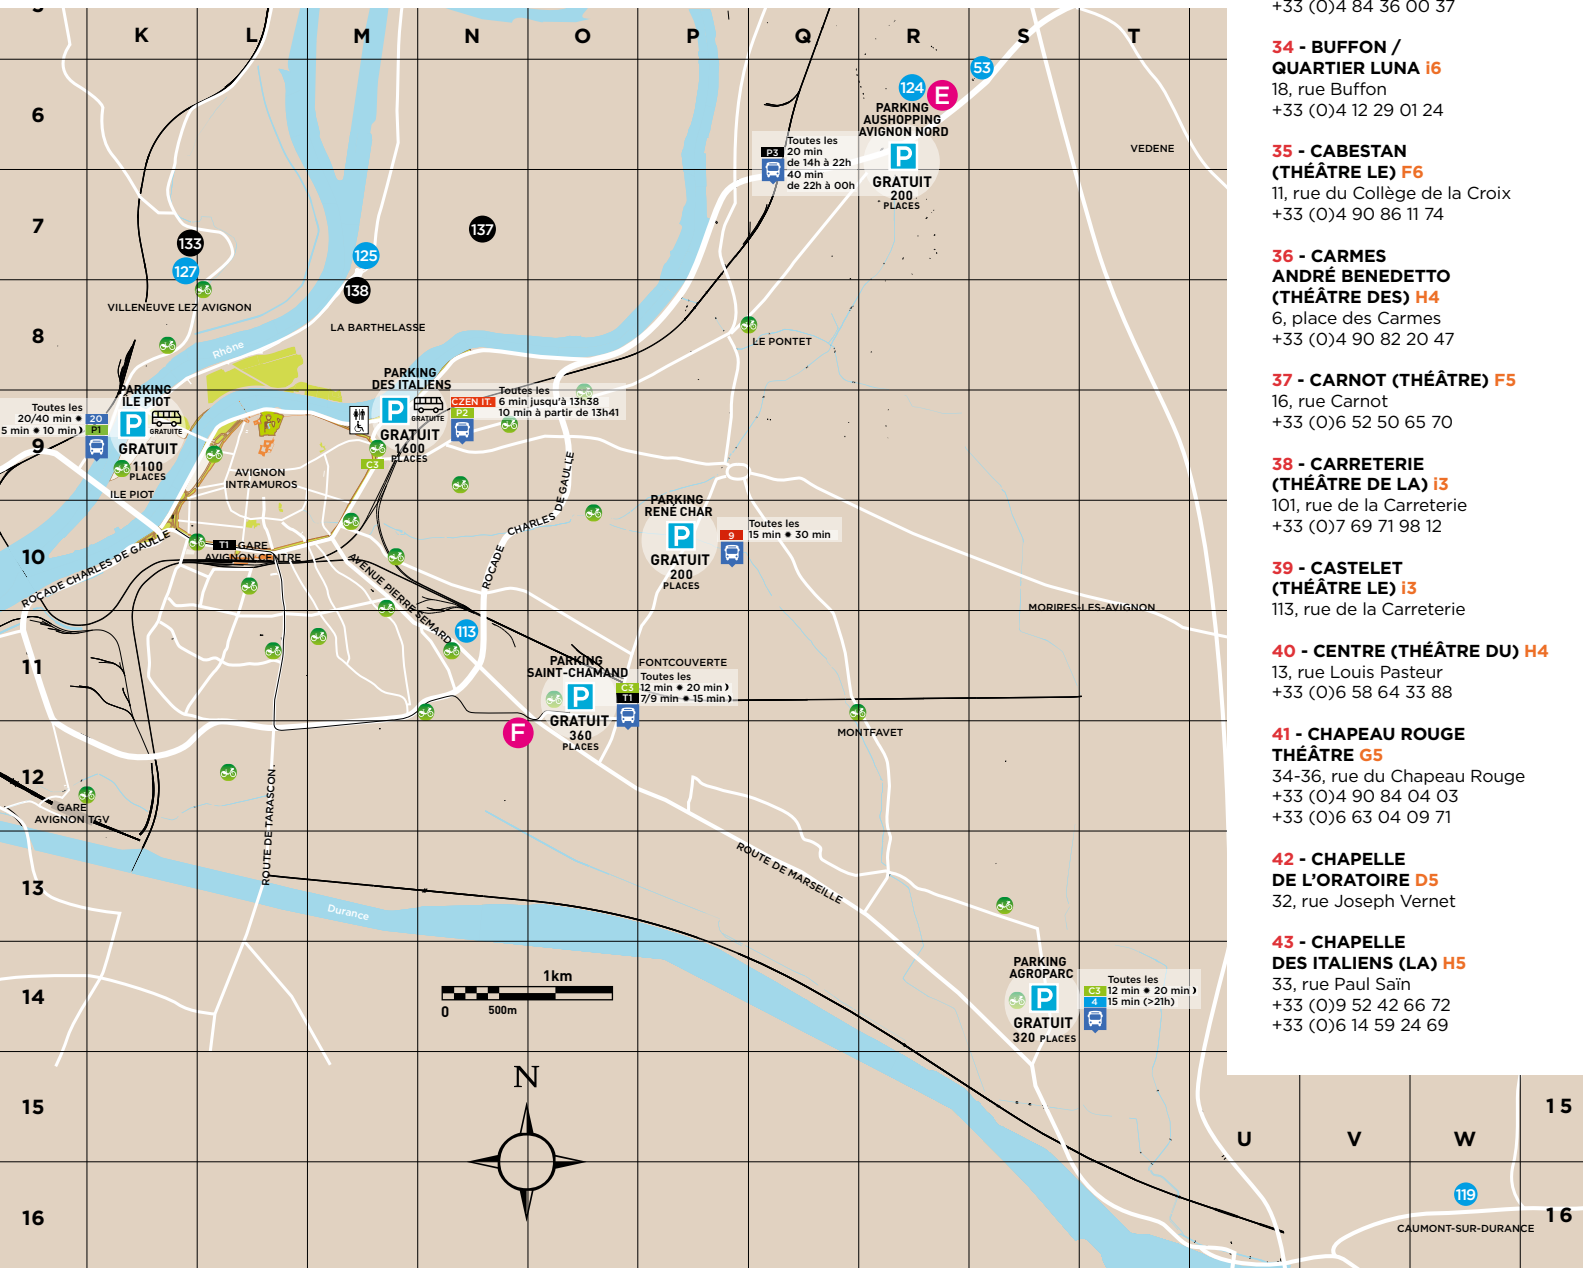 K L M N O P Q R S T
6
7
8
9
10
11
12
13
14
15
16
53
124
E
PARKING
AUSHOPPING
AVIGNON NORD
P
GRATUIT
200
PLACES
P3
Toutes les
20 min
de 14h à 22h
40 min
de 22h à 00h
VEDENE
137
133
127
125
138
VILLENEUVE LEZ AVIGNON
LA BARTHELASSE
Rhône
LE PONTET
PARKING
ILE PIOT
P
GRATUITE
GRATUIT
1100
PLACES
ILE PIOT
Toutes les
20/40 min ✹ 20
5 min ✹ 10 min ☽ P1
PARKING
DES ITALIENS
P
GRATUITE
GRATUIT
1600
PLACES
C3
CZEN IT.
P2
Toutes les
6 min jusqu'à 13h38
10 min à partir de 13h41
AVIGNON
INTRAMUROS
T1 GARE
AVIGNON CENTRE
ROCADE CHARLES DE GAULLE
AVENUE PIERRE SEMARD
ROCADE CHARLES DE GAULLE
PARKING
RENÉ CHAR
P
GRATUIT
200
PLACES
9
Toutes les
15 min ✹ 30 min
MORIRES-LES-AVIGNON
113
PARKING
SAINT-CHAMAND
P
GRATUIT
360
PLACES
FONTCOUVERTE
Toutes les
C3 12 min ✹ 20 min ☽
T1 7/9 min ✹ 15 min ☽
F
MONTFAVET
GARE
AVIGNON TGV
ROUTE DE TARASCON
ROUTE DE MARSEILLE
Durance
1km
0 500m
PARKING
AGROPARC
P
GRATUIT
320 PLACES
Toutes les
C3 12 min ✹ 20 min ☽
4 15 min (>21h)
N
U V W
15
16
119
CAUMONT-SUR-DURANCE
+33 (0)4 84 36 00 37
34 - BUFFON /
QUARTIER LUNA i6
18, rue Buffon
+33 (0)4 12 29 01 24
35 - CABESTAN
(THÉÂTRE LE) F6
11, rue du Collège de la Croix
+33 (0)4 90 86 11 74
36 - CARMES
ANDRÉ BENEDETTO
(THÉÂTRE DES) H4
6, place des Carmes
+33 (0)4 90 82 20 47
37 - CARNOT (THÉÂTRE) F5
16, rue Carnot
+33 (0)6 52 50 65 70
38 - CARRETERIE
(THÉÂTRE DE LA) i3
101, rue de la Carreterie
+33 (0)7 69 71 98 12
39 - CASTELET
(THÉÂTRE LE) i3
113, rue de la Carreterie
40 - CENTRE (THÉÂTRE DU) H4
13, rue Louis Pasteur
+33 (0)6 58 64 33 88
41 - CHAPEAU ROUGE
THÉÂTRE G5
34-36, rue du Chapeau Rouge
+33 (0)4 90 84 04 03
+33 (0)6 63 04 09 71
42 - CHAPELLE
DE L'ORATOIRE D5
32, rue Joseph Vernet
43 - CHAPELLE
DES ITALIENS (LA) H5
33, rue Paul Saïn
+33 (0)9 52 42 66 72
+33 (0)6 14 59 24 69